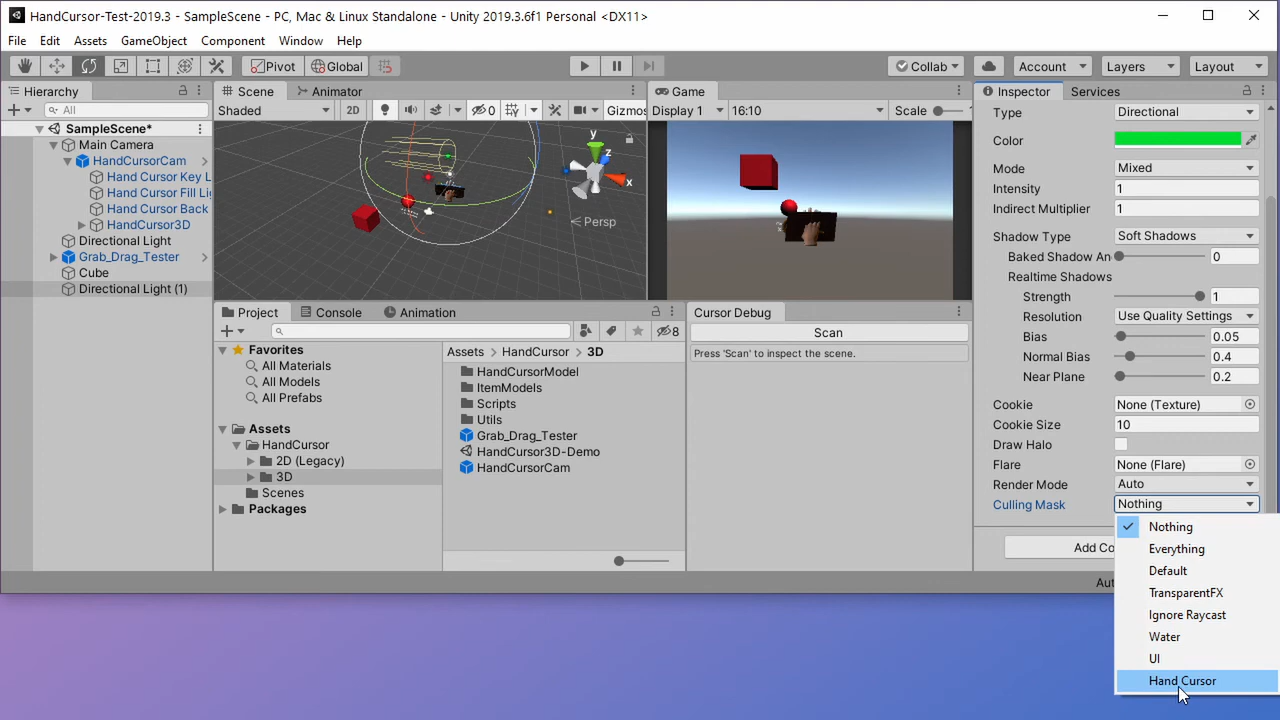 HandCursor-Test-2019.3 - SampleScene - PC, Mac & Linux Standalone - Unity 2019.3.6f1 Personal <DX11>
File Edit Assets GameObject Component Window Help
Pivot Global Collab Account Layers Layout
Hierarchy
All
SampleScene*
Main Camera
HandCursorCam
Hand Cursor Key L
Hand Cursor Fill Li
Hand Cursor Back
HandCursor3D
Directional Light
Grab_Drag_Tester
Cube
Directional Light (1)
Scene Animator
Shaded 2D 0 Gizmos
y
z
x
Persp
Game
Display 1 16:10 Scale
Project Console Animation
8
Favorites
All Materials
All Models
All Prefabs
Assets
HandCursor
2D (Legacy)
3D
Scenes
Packages
Assets > HandCursor > 3D
HandCursorModel
ItemModels
Scripts
Utils
Grab_Drag_Tester
HandCursor3D-Demo
HandCursorCam
Cursor Debug
Scan
Press 'Scan' to inspect the scene.
Inspector Services
Type Directional
Color
Mode Mixed
Intensity 1
Indirect Multiplier 1
Shadow Type Soft Shadows
Baked Shadow An 0
Realtime Shadows
Strength 1
Resolution Use Quality Settings
Bias 0.05
Normal Bias 0.4
Near Plane 0.2
Cookie None (Texture)
Cookie Size 10
Draw Halo
Flare None (Flare)
Render Mode Auto
Culling Mask Nothing
Add Co
Aut
Nothing
Everything
Default
TransparentFX
Ignore Raycast
Water
UI
Hand Cursor